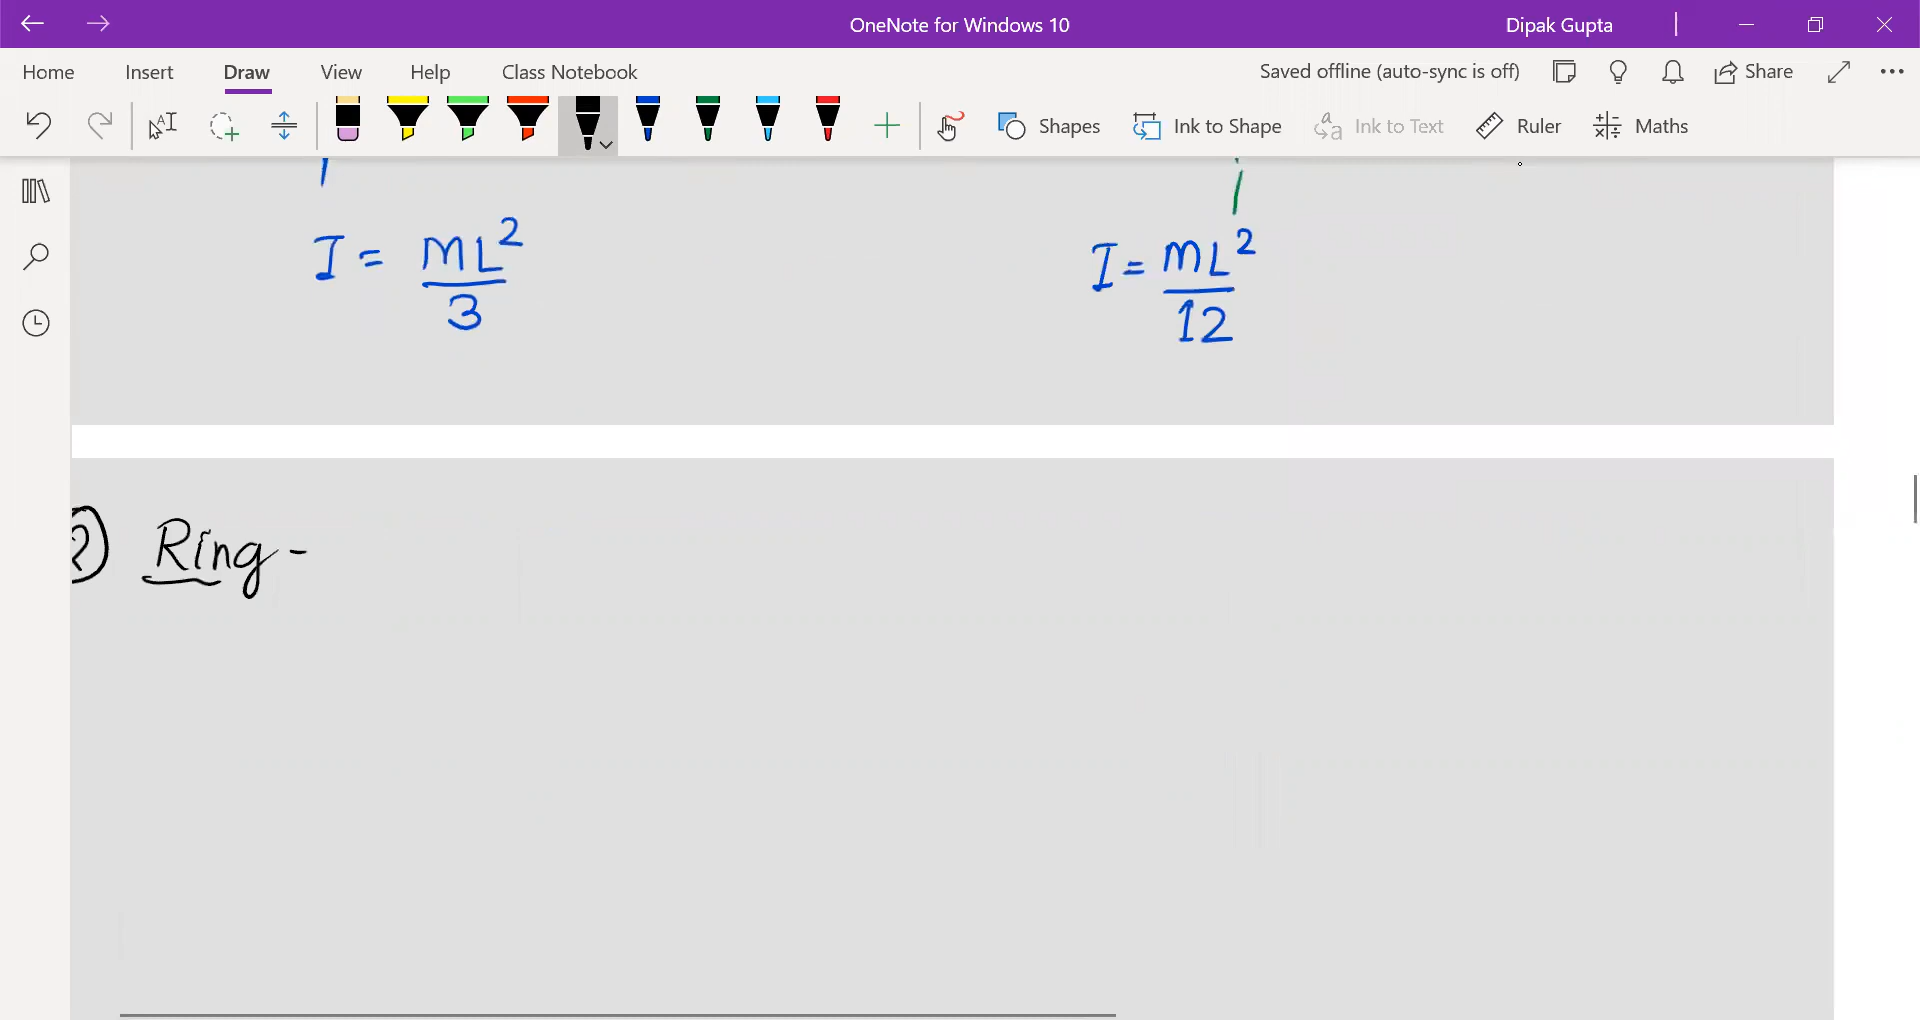 OneNote for Windows 10
Dipak Gupta
Home Insert Draw View Help Class Notebook
Saved offline (auto-sync is off) Share
Shapes Ink to Shape Ink to Text Ruler Maths
I = ML²/3
I = ML²/12
2) Ring -